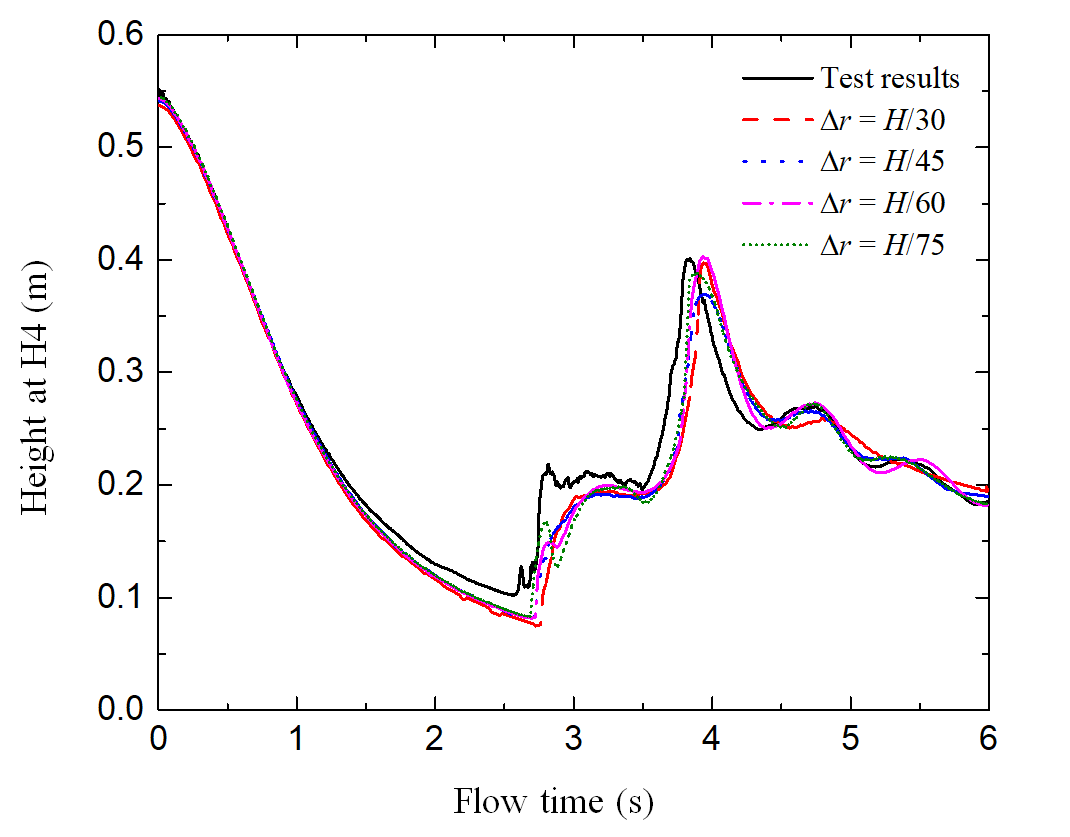 0.6
0.5
0.4
0.3
0.2
0.1
0.0
Height at H4 (m)
Test results
Δr = H/30
Δr = H/45
Δr = H/60
Δr = H/75
0 1 2 3 4 5 6
Flow time (s)